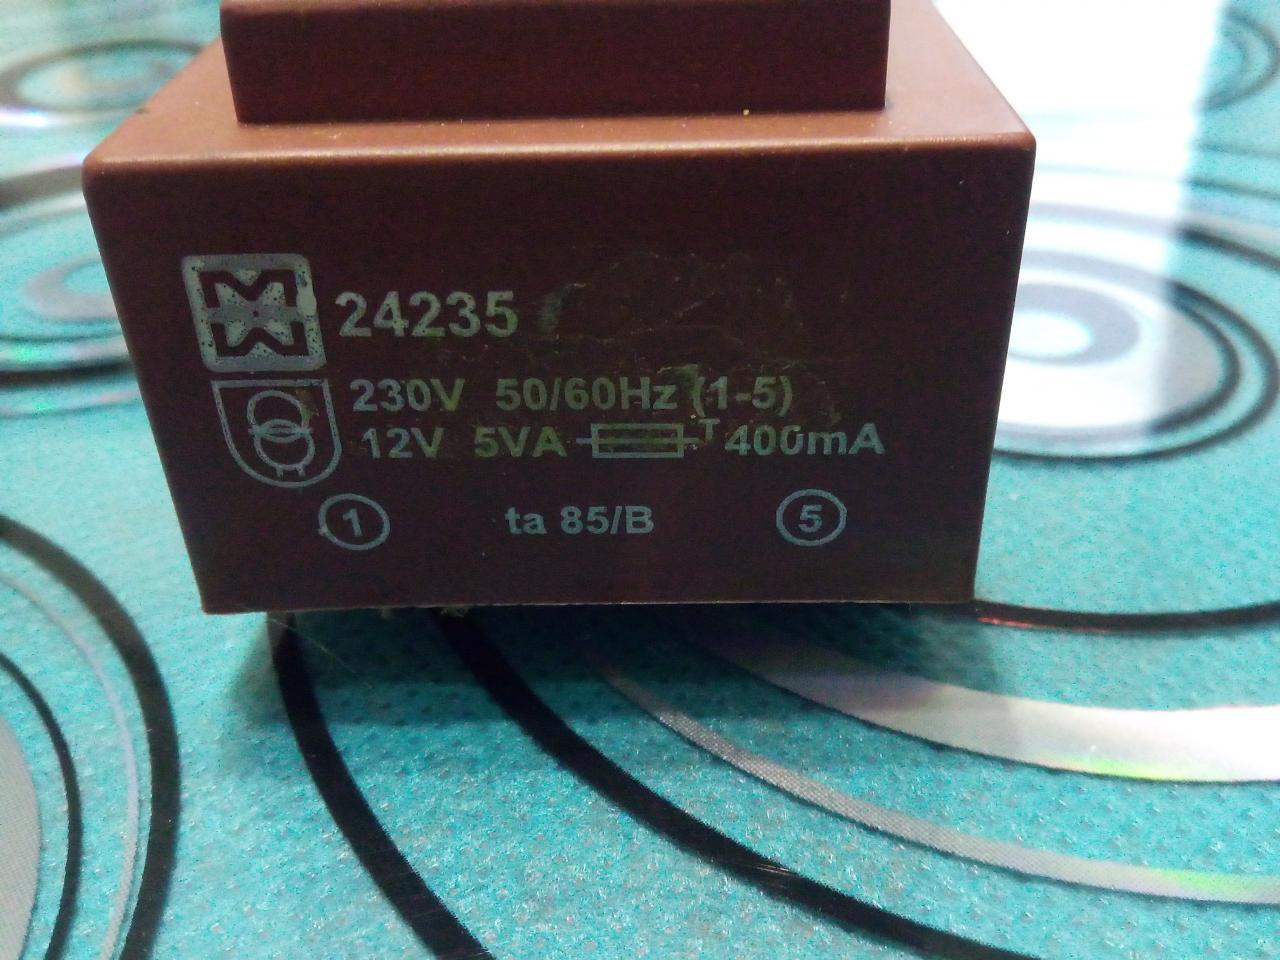 24235
230V 50/60Hz (1-5)
12V 5VA T 400mA
1 ta 85/B 5